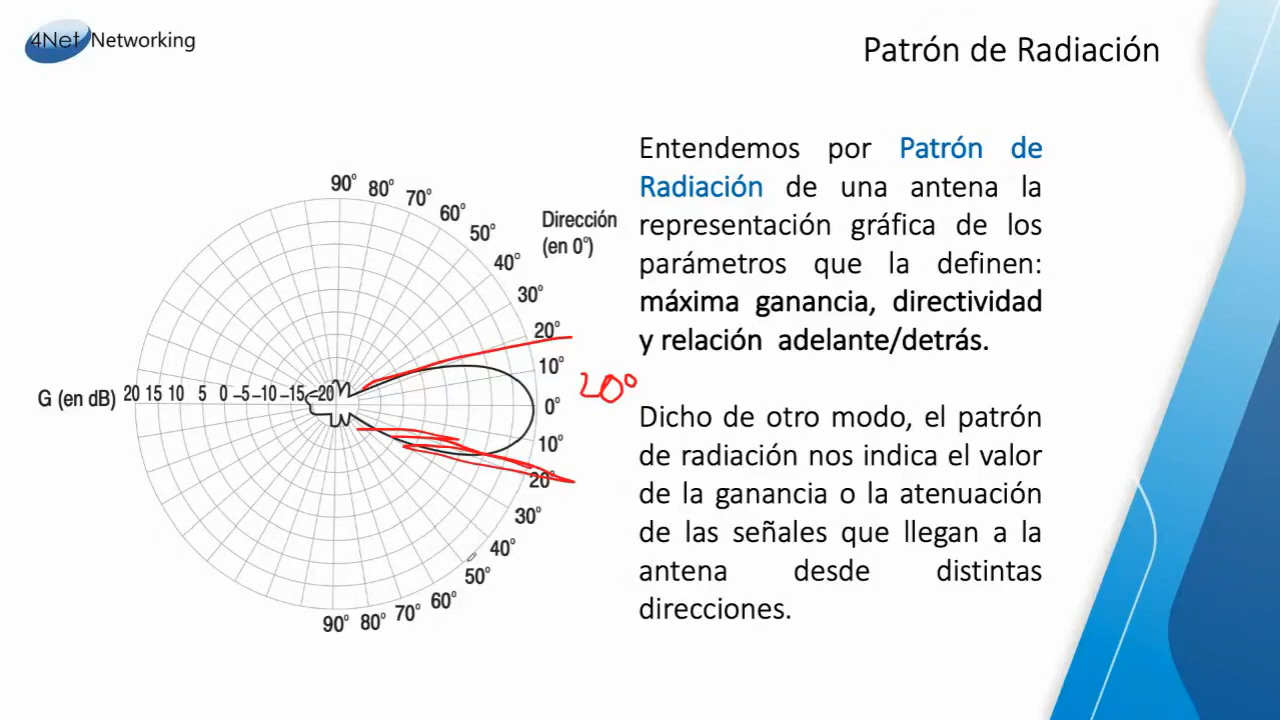 4Net Networking
Patrón de Radiación
Entendemos por Patrón de
Radiación de una antena la
representación gráfica de los
parámetros que la definen:
máxima ganancia, directividad
y relación adelante/detrás.
Dicho de otro modo, el patrón
de radiación nos indica el valor
de la ganancia o la atenuación
de las señales que llegan a la
antena desde distintas
direcciones.
90° 80° 70° 60° 50° 40° 30° 20° 10° 0° 10° 20° 30° 40° 50° 60° 70° 80° 90°
Dirección
(en 0°)
G (en dB) 20 15 10 5 0 -5 -10 -15 -20
20°